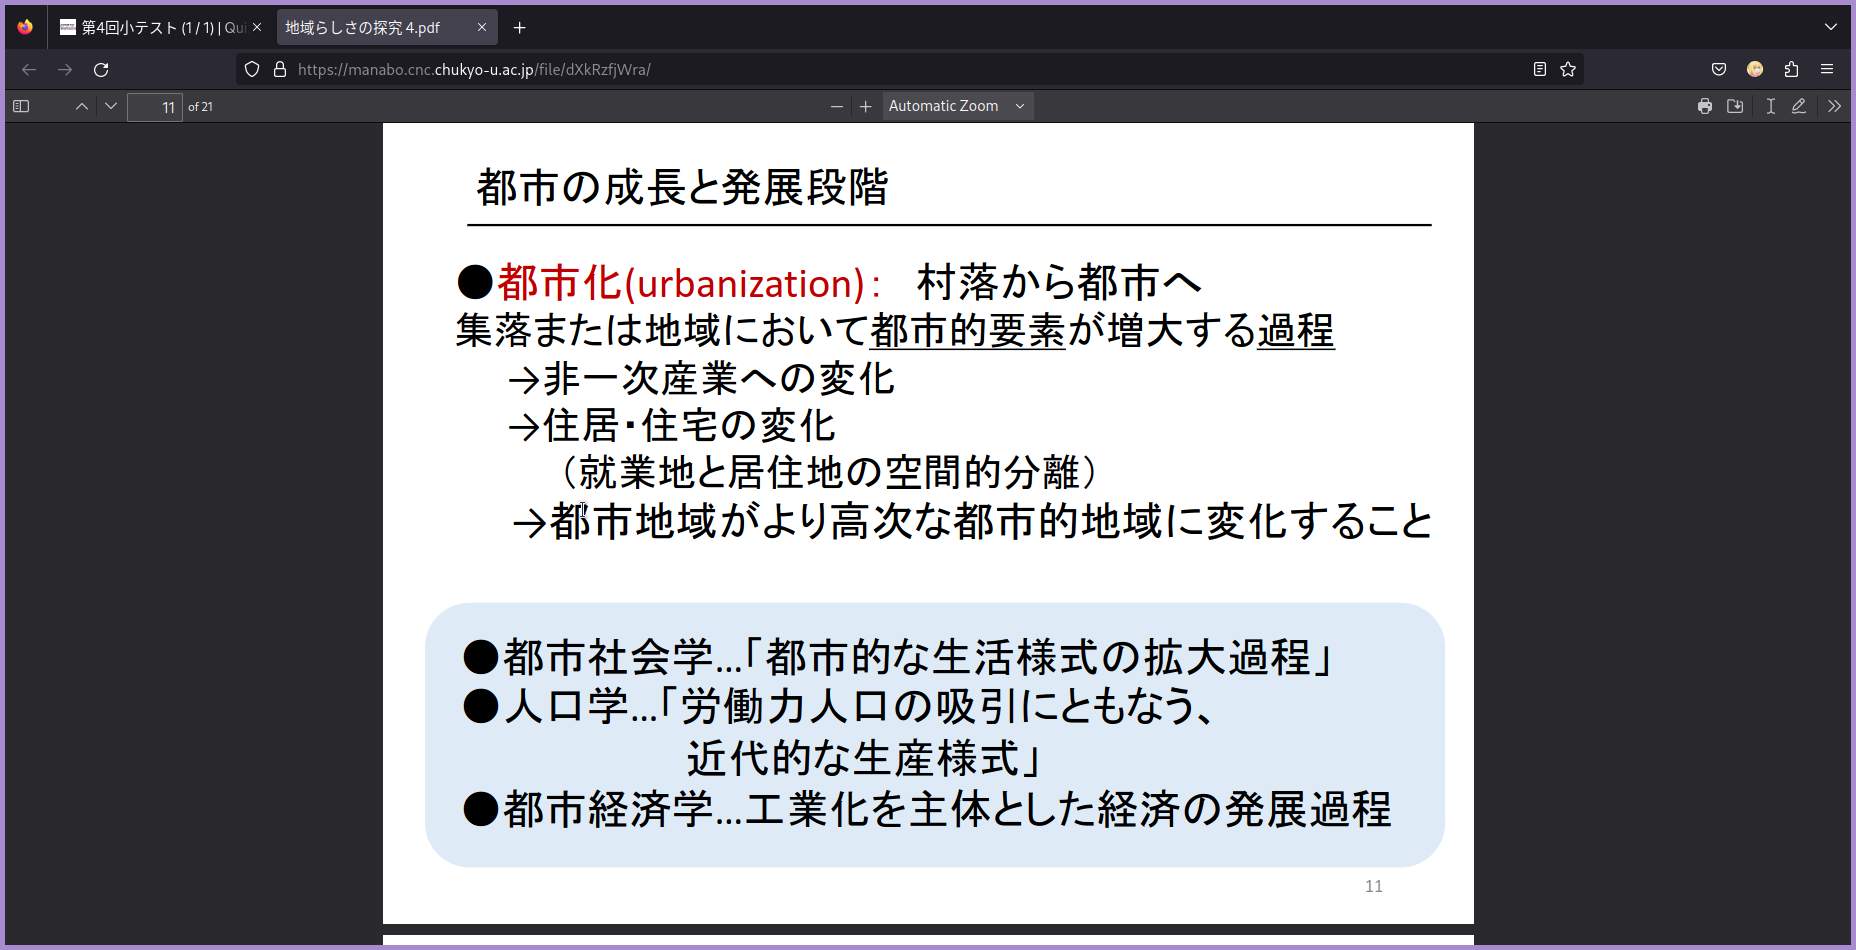 第4回小テスト (1 / 1) | Qui
地域らしさの探究 4.pdf
https://manabo.cnc.chukyo-u.ac.jp/file/dXkRzfjWra/
11 of 21
Automatic Zoom
都市の成長と発展段階
●都市化(urbanization)： 村落から都市へ
集落または地域において都市的要素が増大する過程
→非一次産業への変化
→住居・住宅の変化
（就業地と居住地の空間的分離）
→都市地域がより高次な都市的地域に変化すること
●都市社会学…「都市的な生活様式の拡大過程」
●人口学…「労働力人口の吸引にともなう、
近代的な生産様式」
●都市経済学…工業化を主体とした経済の発展過程
11